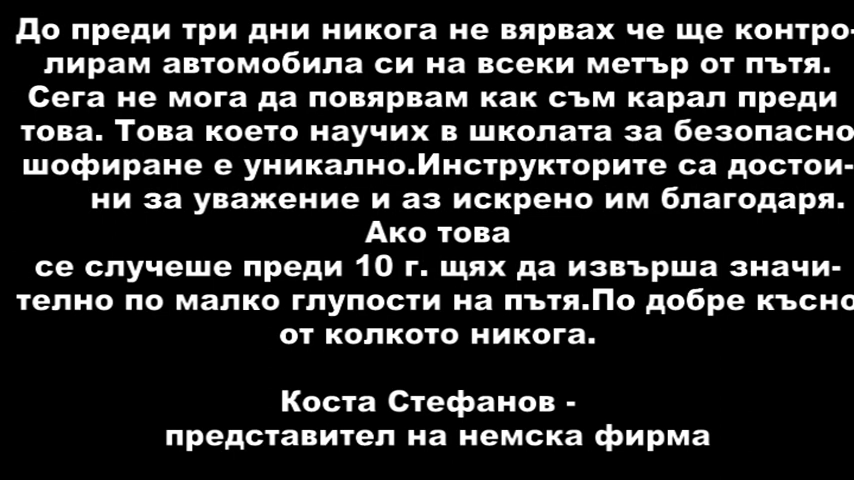 До преди три дни никога не вярвах че ще контро-
лирам автомобила си на всеки метър от пътя.
Сега не мога да повярвам как съм карал преди
това. Това което научих в школата за безопасно
шофиране е уникално.Инструкторите са достои-
ни за уважение и аз искрено им благодаря.
Ако това
се случеше преди 10 г. щях да извърша значи-
телно по малко глупости на пътя.По добре късно
от колкото никога.
Коста Стефанов -
представител на немска фирма